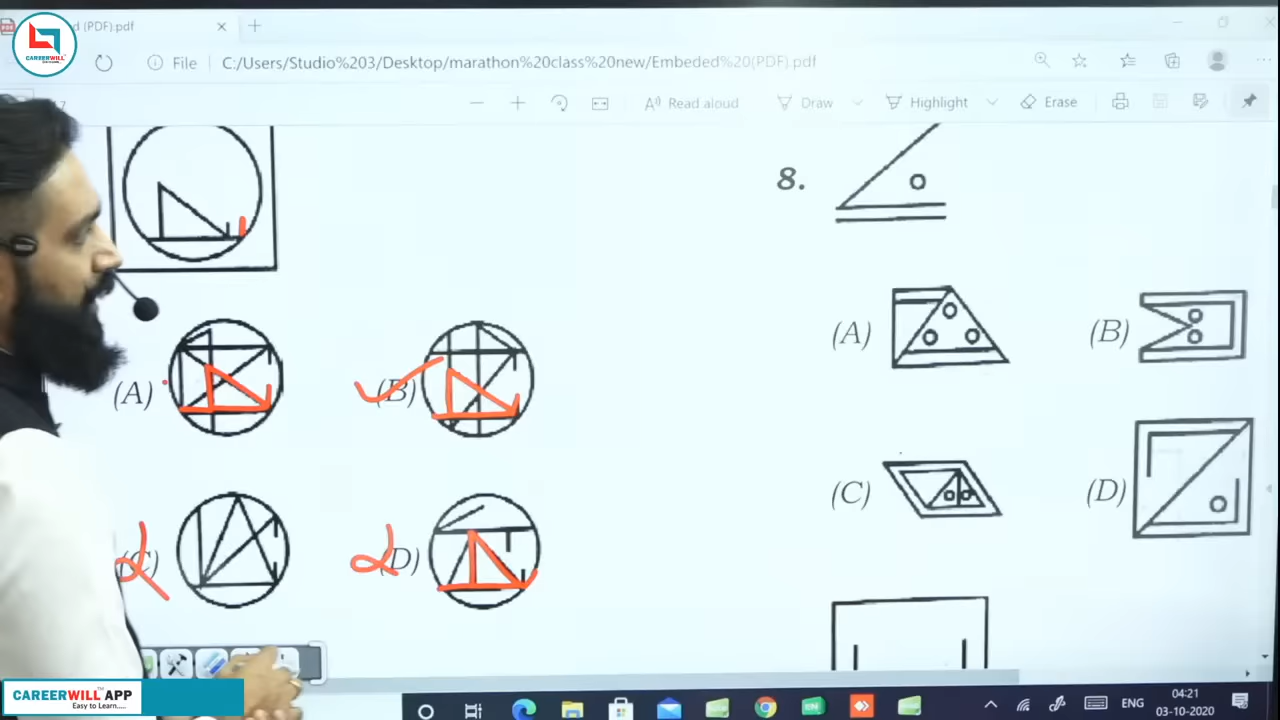 d (PDF).pdf
CAREERWILL
File
C:/Users/Studio%203/Desktop/marathon%20class%20new/Embeded%20(PDF).pdf
7
Read aloud
Draw
Highlight
Erase
8.
(A)
(B)
(A)
(B)
(C)
(D)
(C)
(D)
CAREERWILL APP
Easy to Learn.....
ENG
04:21
03-10-2020